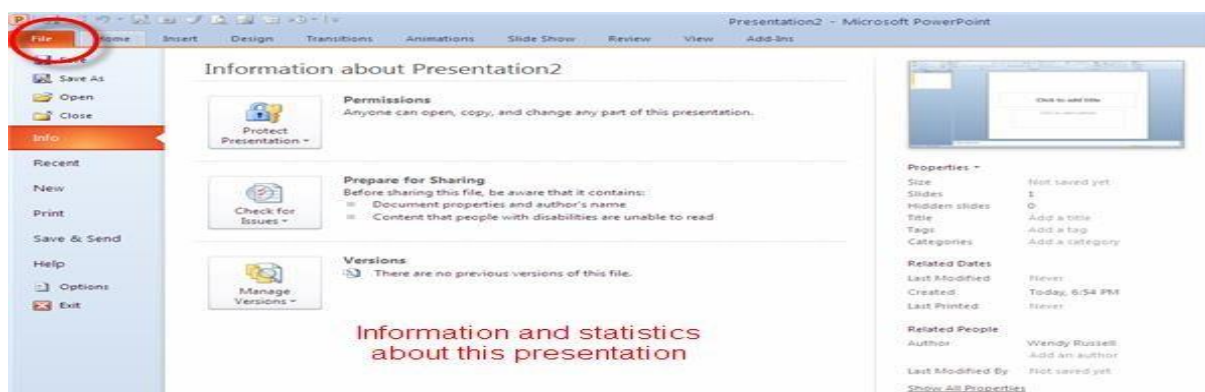 Presentation2 - Microsoft PowerPoint
File Home Insert Design Transitions Animations Slide Show Review View Add-Ins
Save
Save As
Open
Close
Info
Recent
New
Print
Save & Send
Help
Options
Exit
Information about Presentation2
Protect
Presentation
Permissions
Anyone can open, copy, and change any part of this presentation.
Check for
Issues
Prepare for Sharing
Before sharing this file, be aware that it contains:
Document properties and author's name
Content that people with disabilities are unable to read
Manage
Versions
Versions
There are no previous versions of this file.
Information and statistics
about this presentation
Click to add title
Properties
Size Not saved yet
Slides 1
Hidden slides 0
Title Add a title
Tags Add a tag
Categories Add a category
Related Dates
Last Modified Never
Created Today, 6:54 PM
Last Printed Never
Related People
Author Wendy Russell
Add an author
Last Modified By Not saved yet
Show All Properties